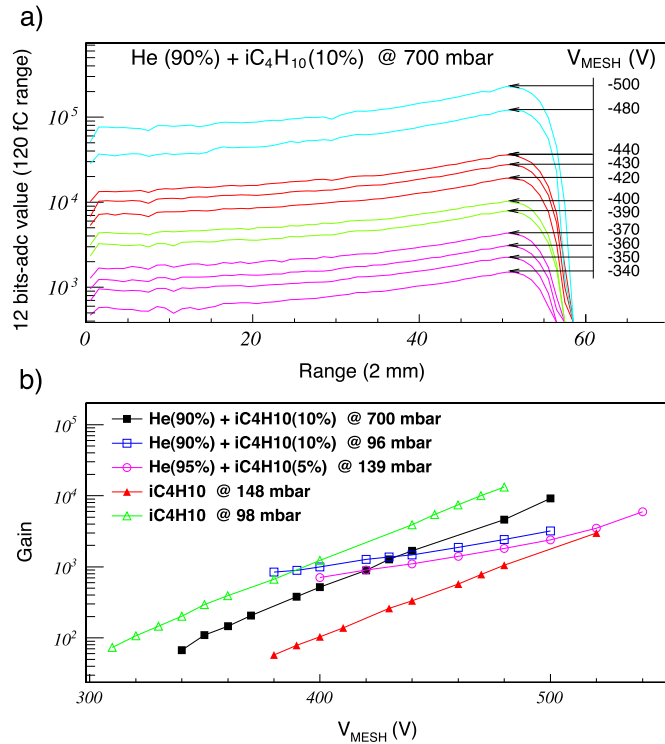 a)
He (90%) + iC4H10(10%) @ 700 mbar
VMESH (V)
-500
-480
-440
-430
-420
-400
-390
-370
-360
-350
-340
10^5
10^4
10^3
12 bits-adc value (120 fC range)
0
20
40
60
Range (2 mm)
b)
He(90%) + iC4H10(10%) @ 700 mbar
He(90%) + iC4H10(10%) @ 96 mbar
He(95%) + iC4H10(5%) @ 139 mbar
iC4H10 @ 148 mbar
iC4H10 @ 98 mbar
10^5
10^4
10^3
10^2
Gain
300
400
500
VMESH (V)